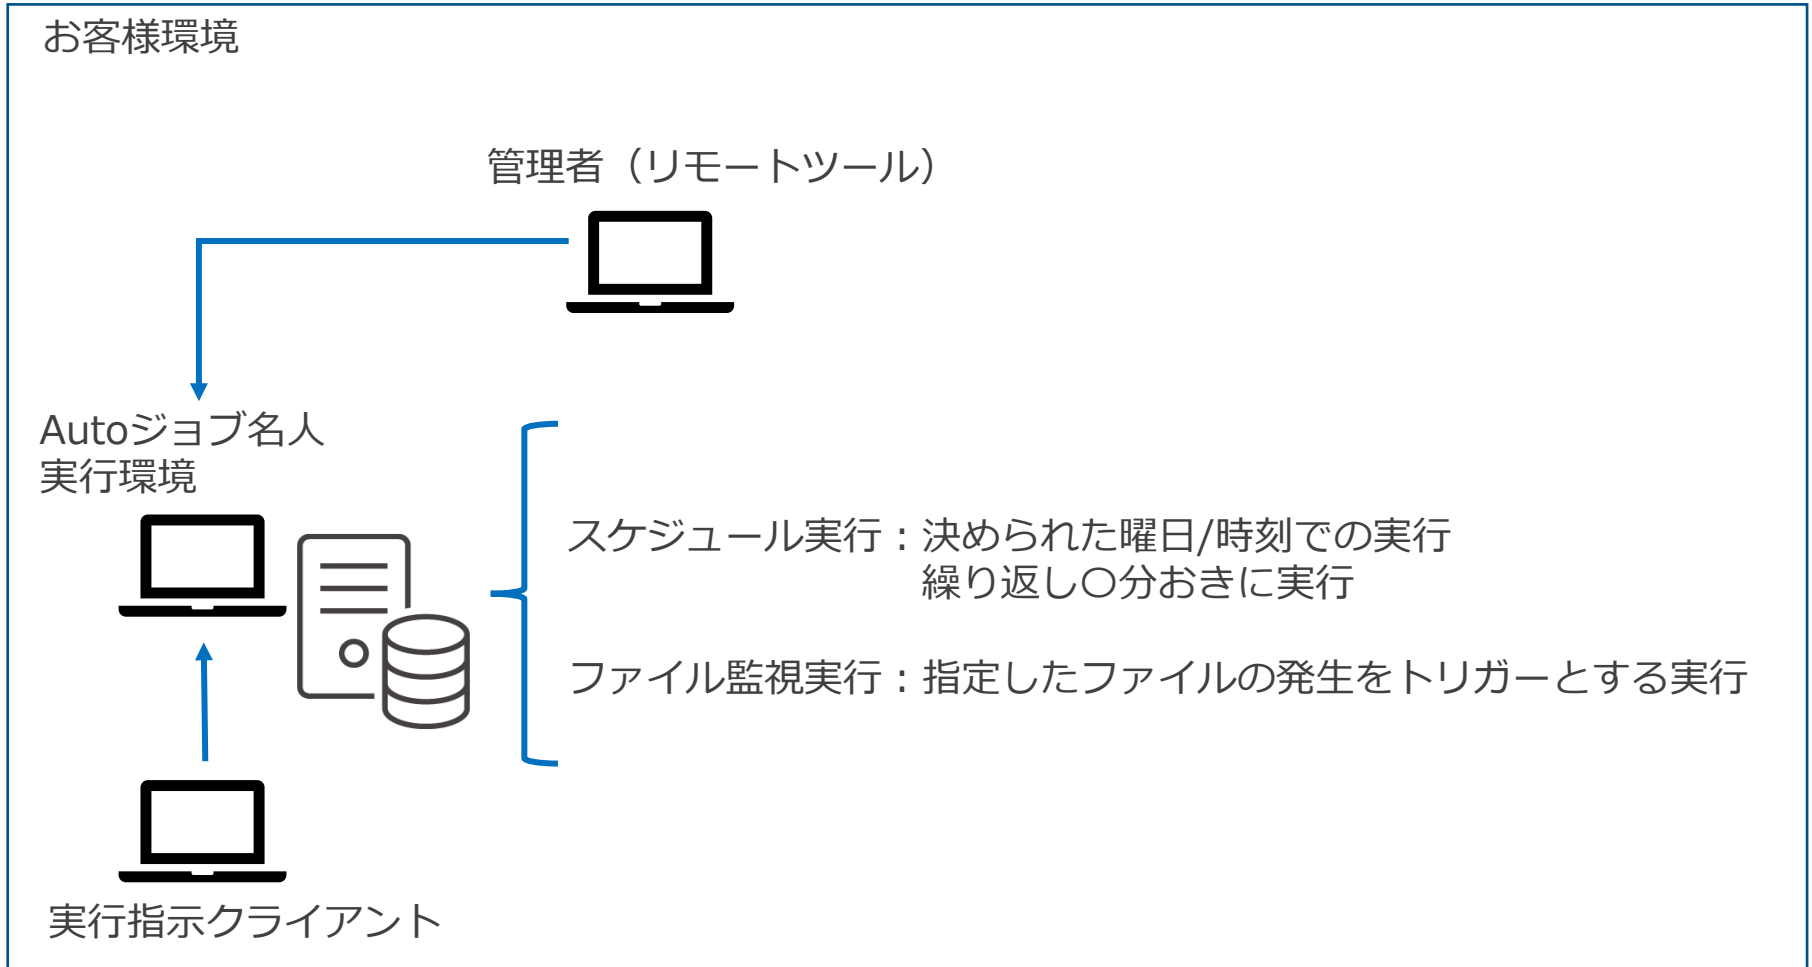 お客様環境
管理者（リモートツール）
Autoジョブ名人
実行環境
スケジュール実行：決められた曜日/時刻での実行
繰り返し〇分おきに実行
ファイル監視実行：指定したファイルの発生をトリガーとする実行
実行指示クライアント